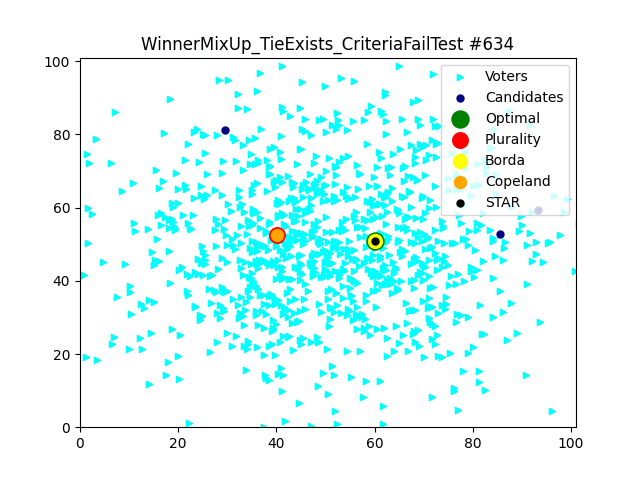 WinnerMixUp_TieExists_CriteriaFailTest #634
100
80
60
40
20
0
0
20
40
60
80
100
Voters
Candidates
Optimal
Plurality
Borda
Copeland
STAR